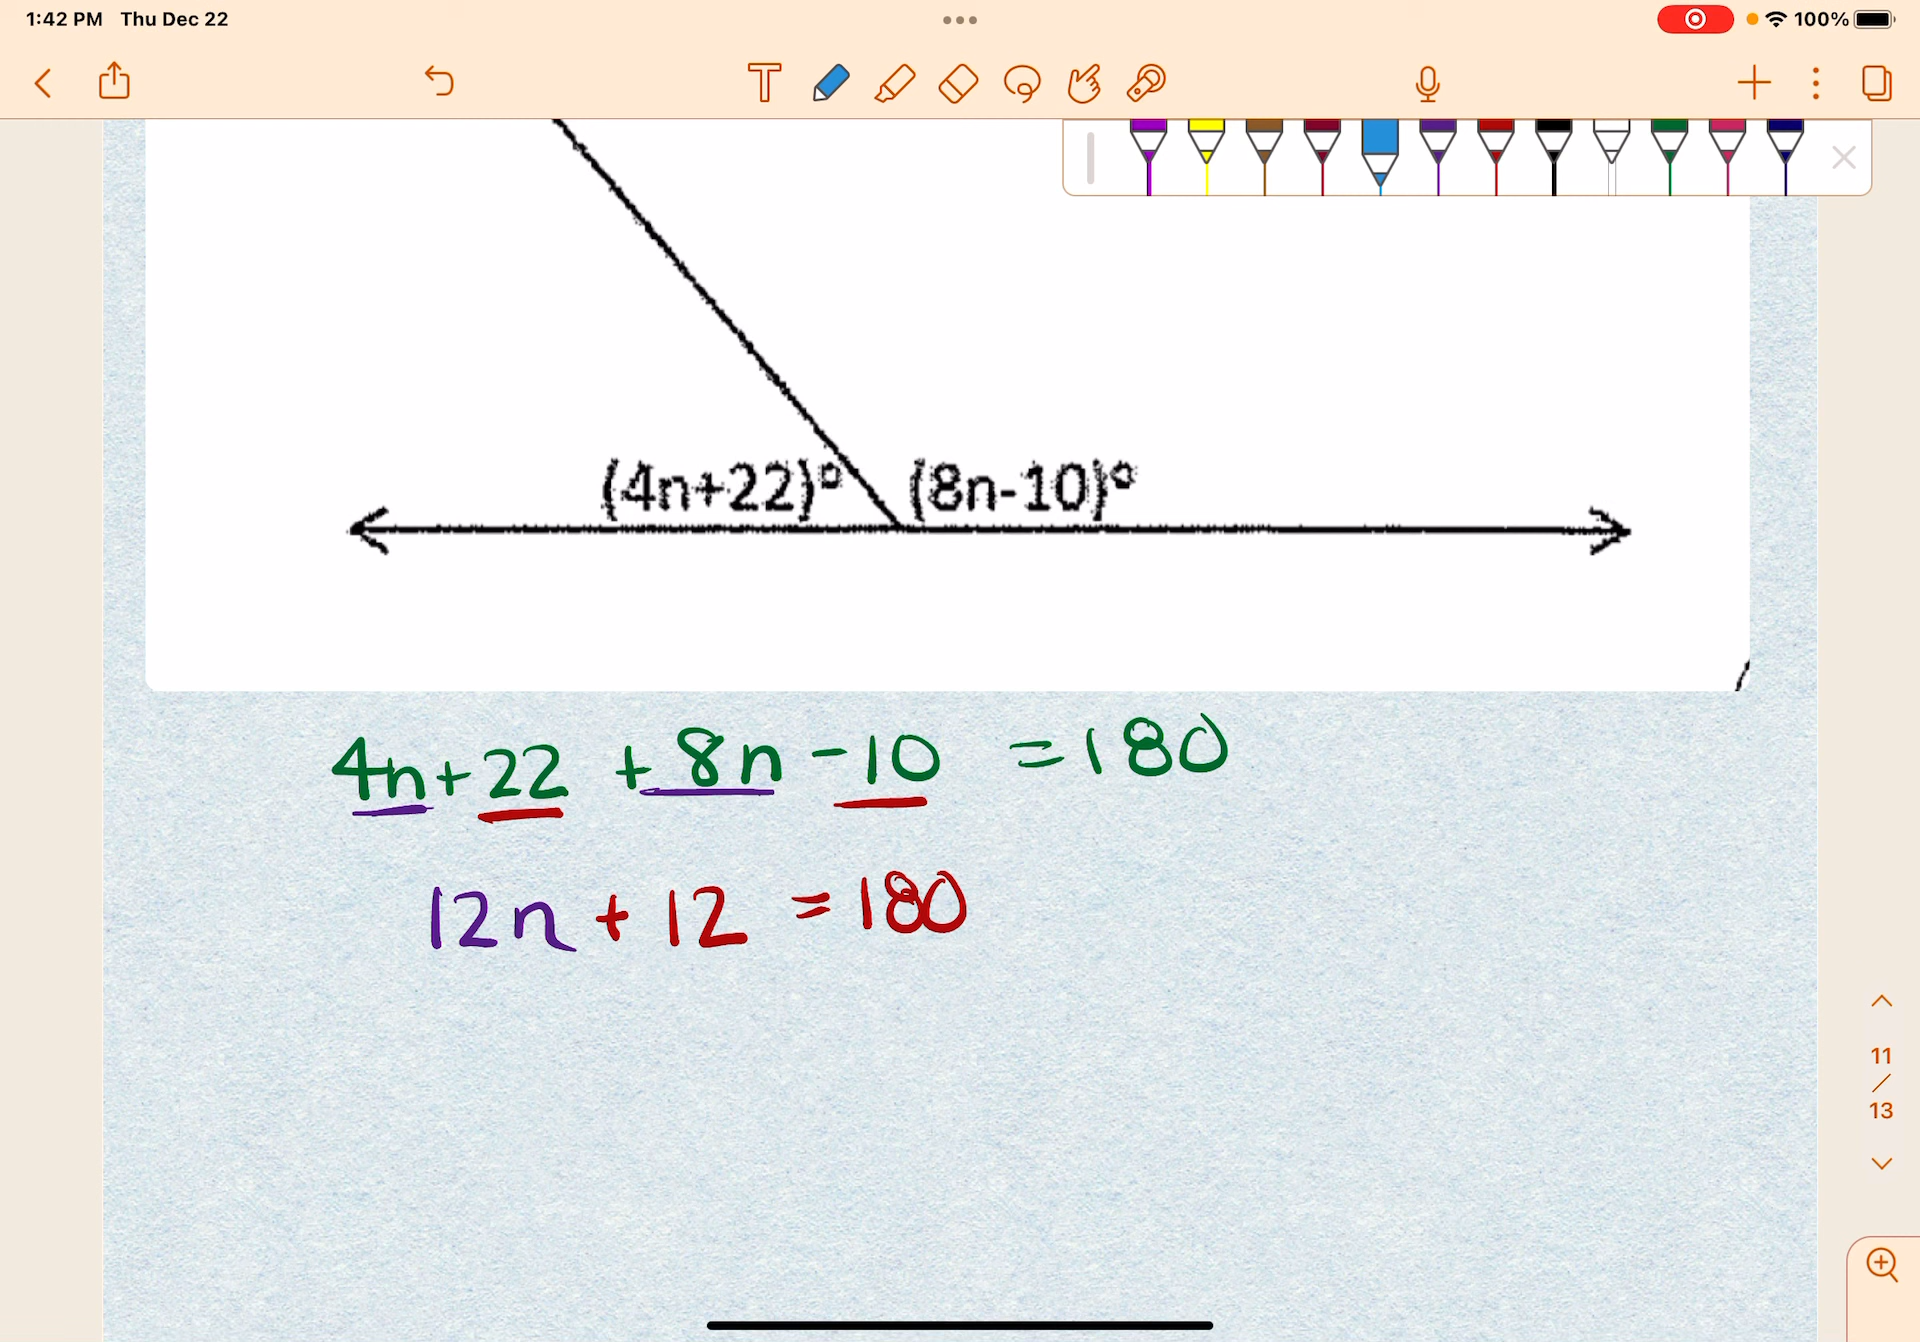 1:42 PM Thu Dec 22
100%
T
(4n+22)° (8n-10)°
4n+22 +8n-10 =180
12n + 12 =180
11
/
13